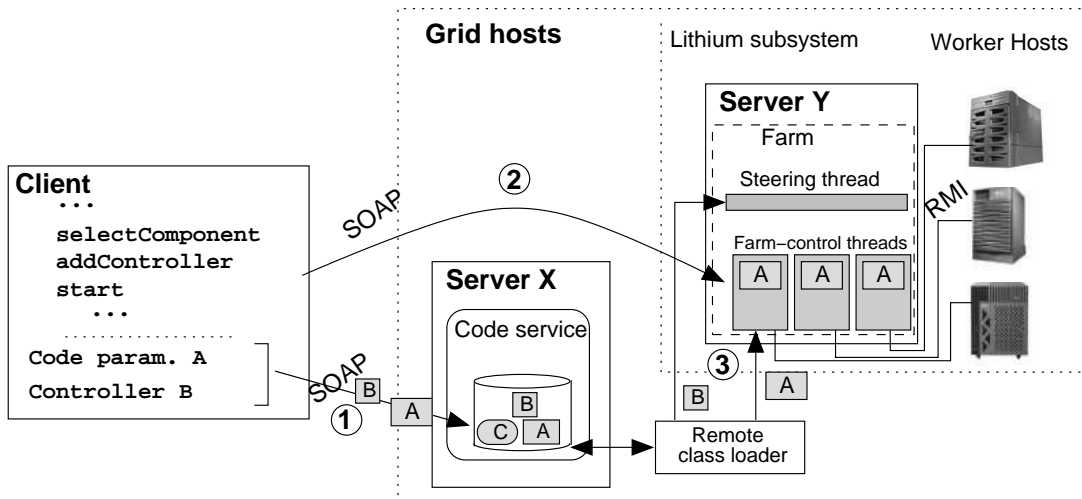 Grid hosts
Lithium subsystem
Worker Hosts
Server Y
Farm
Steering thread
Farm−control threads
A
A
A
RMI
Client
...
selectComponent
addController
start
...
Code param. A
Controller B
SOAP
2
SOAP
1
B
A
Server X
Code service
B
C
A
3
B
A
Remote
class loader